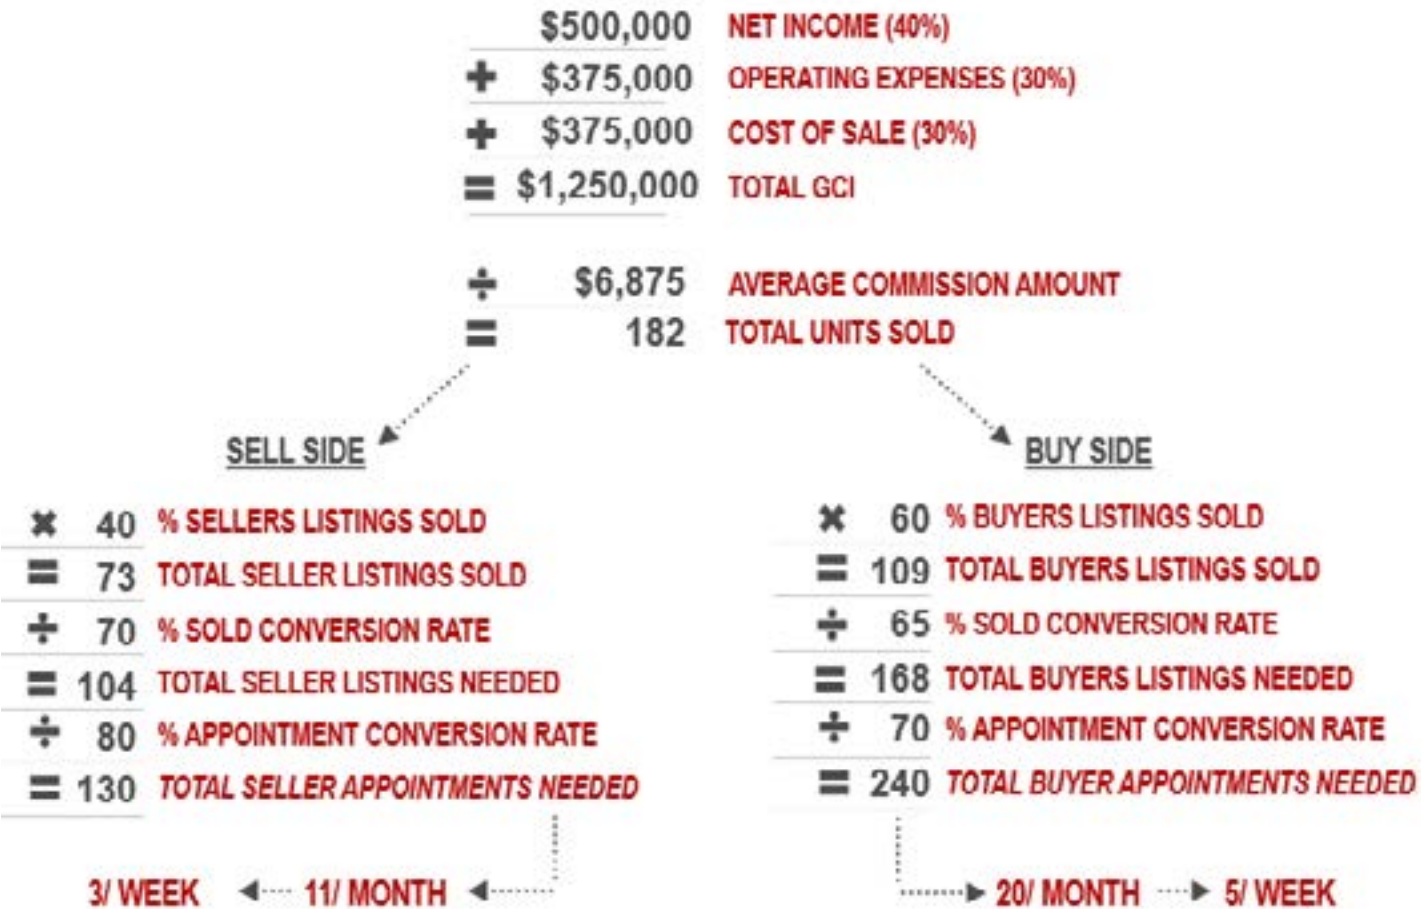 $500,000 NET INCOME (40%)
+ $375,000 OPERATING EXPENSES (30%)
+ $375,000 COST OF SALE (30%)
= $1,250,000 TOTAL GCI
÷ $6,875 AVERAGE COMMISSION AMOUNT
= 182 TOTAL UNITS SOLD
SELL SIDE
× 40 % SELLERS LISTINGS SOLD
= 73 TOTAL SELLER LISTINGS SOLD
÷ 70 % SOLD CONVERSION RATE
= 104 TOTAL SELLER LISTINGS NEEDED
÷ 80 % APPOINTMENT CONVERSION RATE
= 130 TOTAL SELLER APPOINTMENTS NEEDED
3/ WEEK 11/ MONTH
BUY SIDE
× 60 % BUYERS LISTINGS SOLD
= 109 TOTAL BUYERS LISTINGS SOLD
÷ 65 % SOLD CONVERSION RATE
= 168 TOTAL BUYERS LISTINGS NEEDED
÷ 70 % APPOINTMENT CONVERSION RATE
= 240 TOTAL BUYER APPOINTMENTS NEEDED
20/ MONTH 5/ WEEK